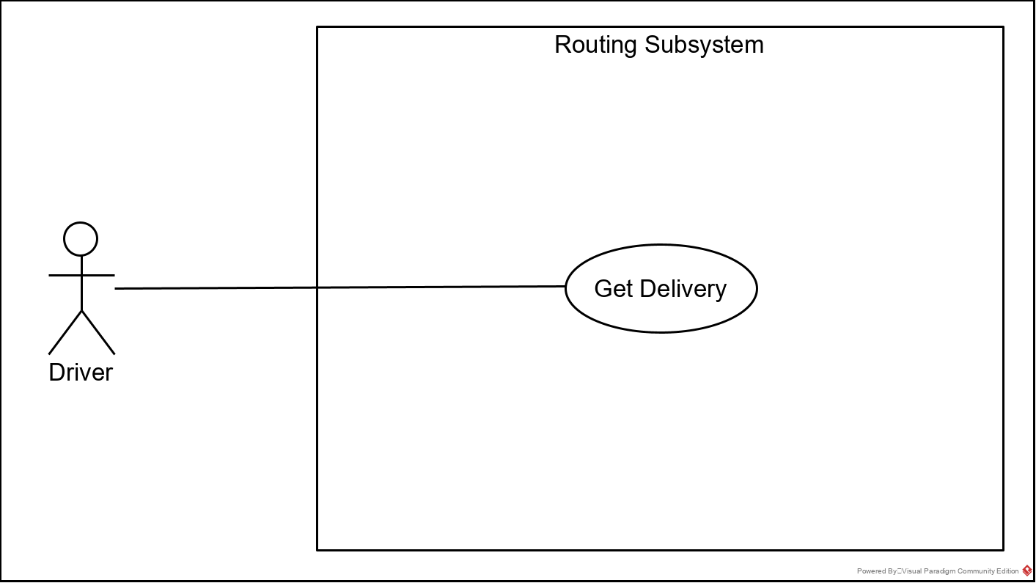 Routing Subsystem
Get Delivery
Driver
Powered By Visual Paradigm Community Edition